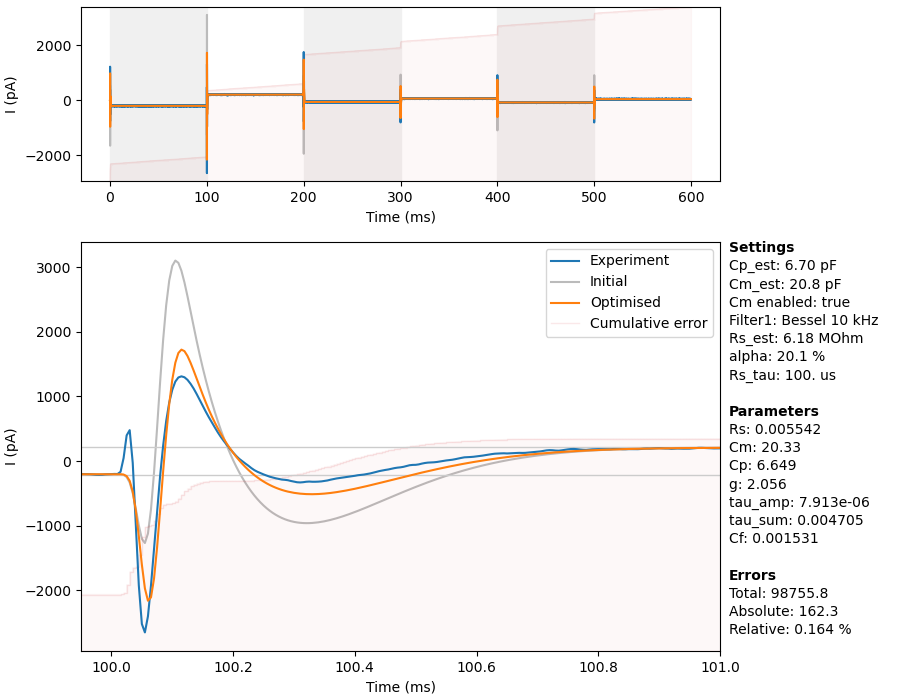 2000
0
−2000
I (pA)
0
100
200
300
400
500
600
Time (ms)
3000
2000
1000
0
−1000
−2000
I (pA)
100.0
100.2
100.4
100.6
100.8
101.0
Time (ms)
Experiment
Initial
Optimised
Cumulative error
Settings
Cp_est: 6.70 pF
Cm_est: 20.8 pF
Cm enabled: true
Filter1: Bessel 10 kHz
Rs_est: 6.18 MOhm
alpha: 20.1 %
Rs_tau: 100. us
Parameters
Rs: 0.005542
Cm: 20.33
Cp: 6.649
g: 2.056
tau_amp: 7.913e-06
tau_sum: 0.004705
Cf: 0.001531
Errors
Total: 98755.8
Absolute: 162.3
Relative: 0.164 %